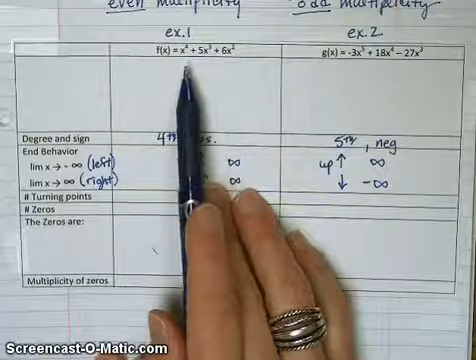 even multiplicity odd multiplicity
ex.1 ex.2
f(x) = x⁴ + 5x³ + 6x² g(x) = -3x⁵ + 18x⁴ – 27x³
Degree and sign 4th 5th, neg
End Behavior
lim x → - ∞ (left) ∞ up ↑ ∞
lim x → ∞ (right) ∞ ↓ -∞
# Turning points
# Zeros
The Zeros are:
Multiplicity of zeros
Screencast-O-Matic.com